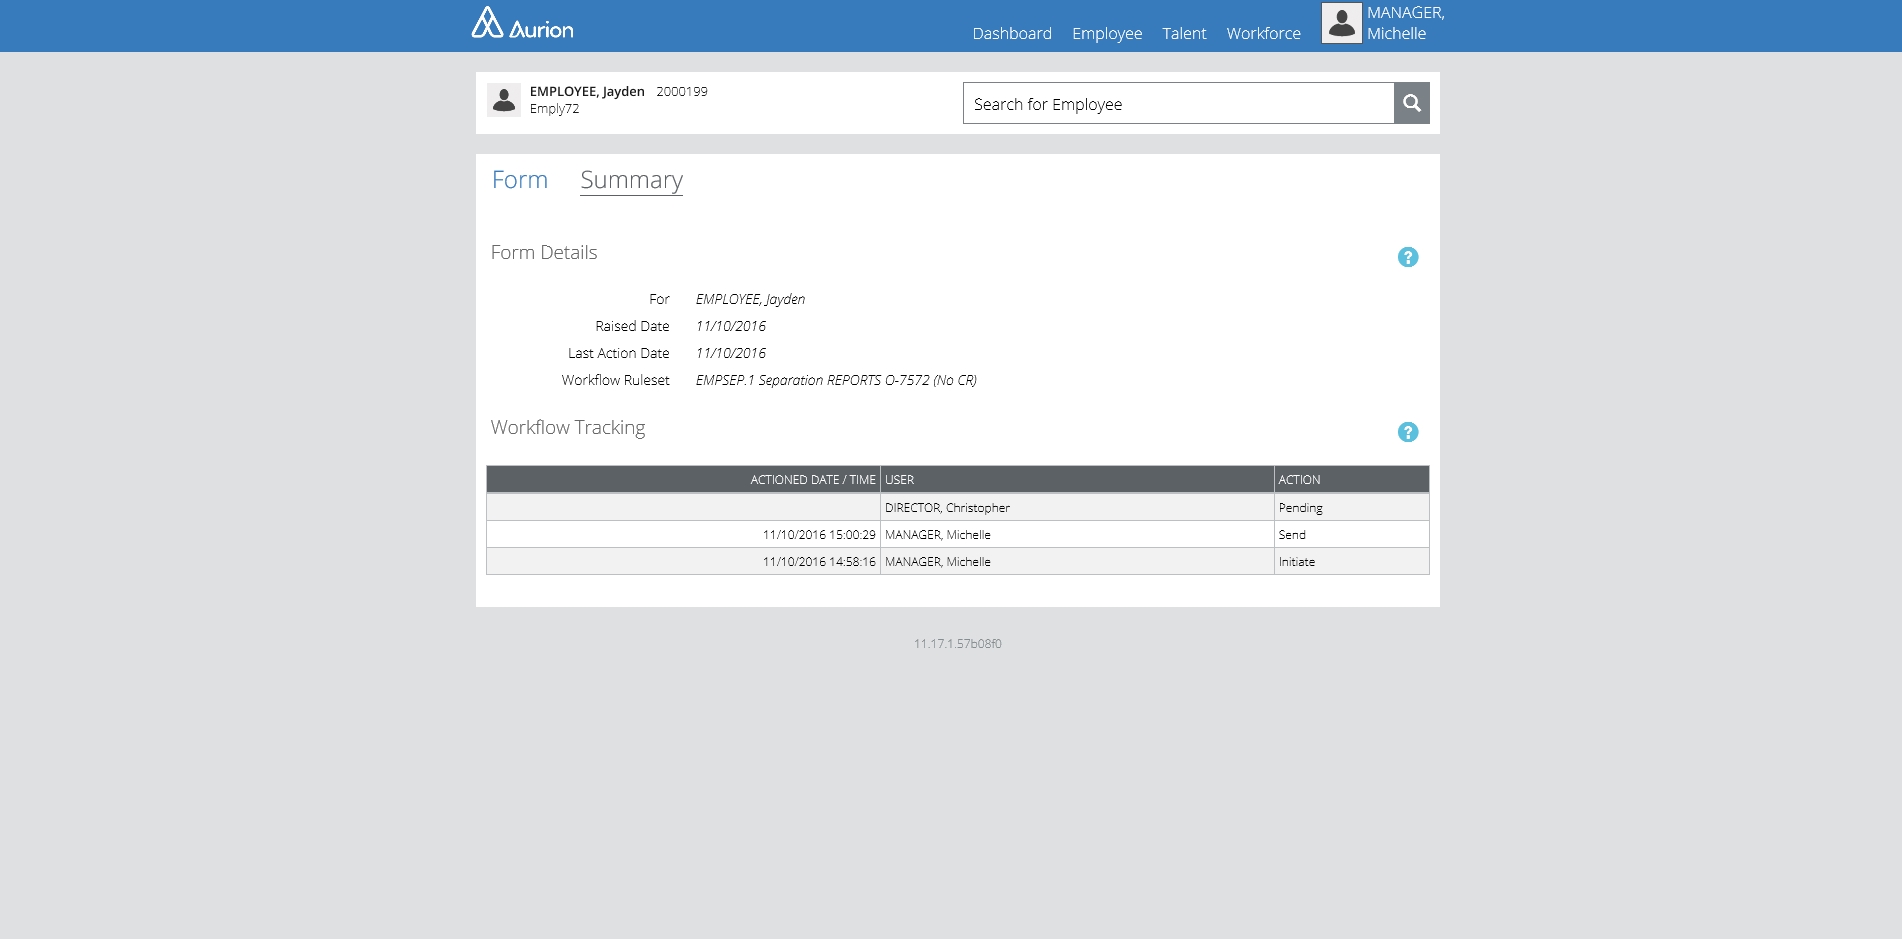 Aurion
Dashboard Employee Talent Workforce
MANAGER,
Michelle
EMPLOYEE, Jayden 2000199
Emply72
Search for Employee
Form Summary
Form Details
?
For EMPLOYEE, Jayden
Raised Date 11/10/2016
Last Action Date 11/10/2016
Workflow Ruleset EMPSEP.1 Separation REPORTS O-7572 (No CR)
Workflow Tracking
?
ACTIONED DATE / TIME USER ACTION
DIRECTOR, Christopher Pending
11/10/2016 15:00:29 MANAGER, Michelle Send
11/10/2016 14:58:16 MANAGER, Michelle Initiate
11.17.1.57b08f0